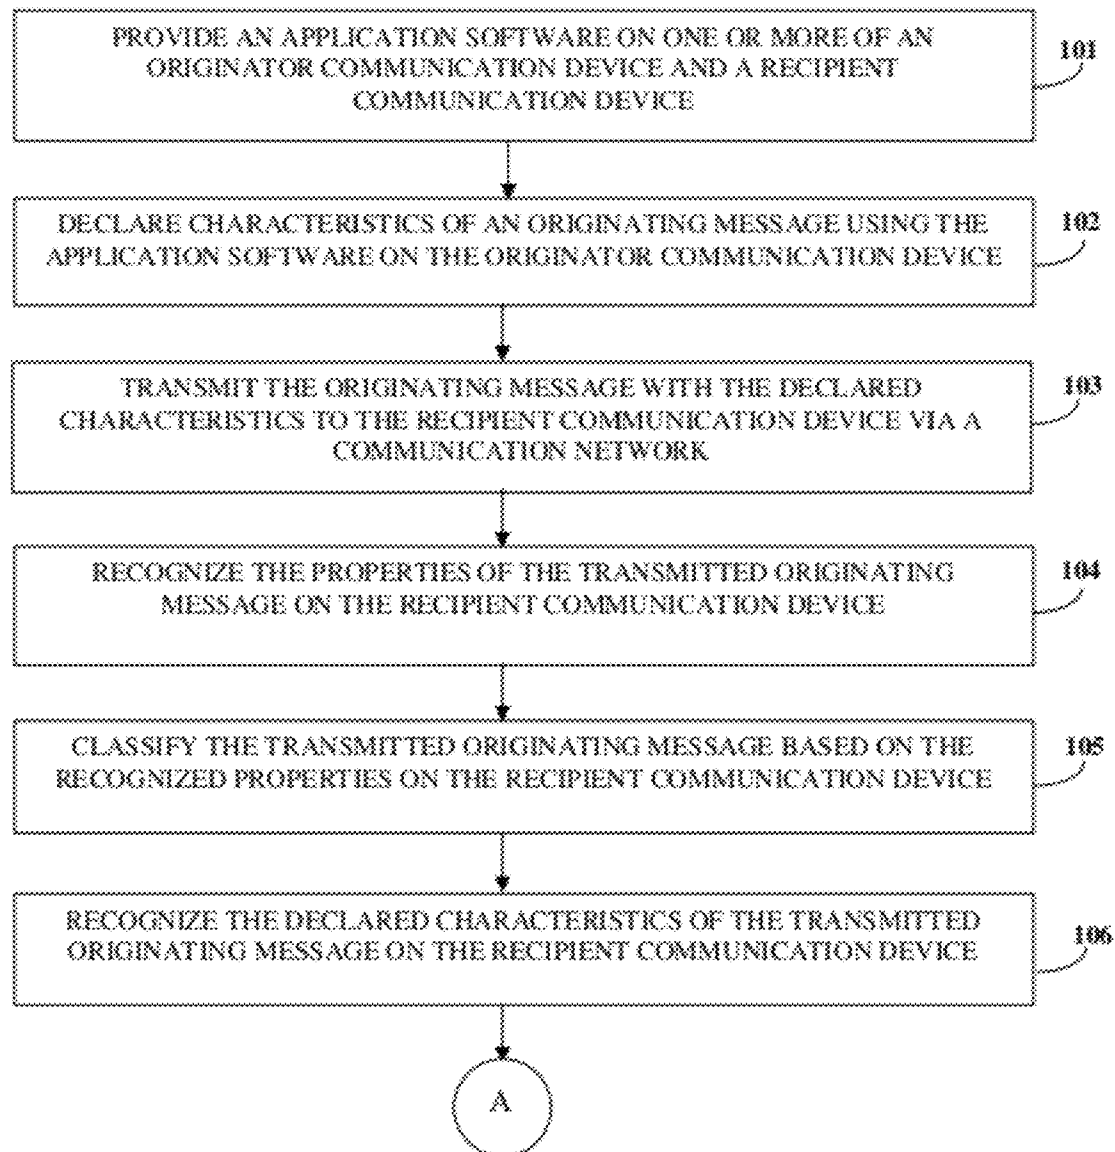 PROVIDE AN APPLICATION SOFTWARE ON ONE OR MORE OF AN
ORIGINATOR COMMUNICATION DEVICE AND A RECIPIENT
COMMUNICATION DEVICE
101
DECLARE CHARACTERISTICS OF AN ORIGINATING MESSAGE USING THE
APPLICATION SOFTWARE ON THE ORIGINATOR COMMUNICATION DEVICE
102
TRANSMIT THE ORIGINATING MESSAGE WITH THE DECLARED
CHARACTERISTICS TO THE RECIPIENT COMMUNICATION DEVICE VIA A
COMMUNICATION NETWORK
103
RECOGNIZE THE PROPERTIES OF THE TRANSMITTED ORIGINATING
MESSAGE ON THE RECIPIENT COMMUNICATION DEVICE
104
CLASSIFY THE TRANSMITTED ORIGINATING MESSAGE BASED ON THE
RECOGNIZED PROPERTIES ON THE RECIPIENT COMMUNICATION DEVICE
105
RECOGNIZE THE DECLARED CHARACTERISTICS OF THE TRANSMITTED
ORIGINATING MESSAGE ON THE RECIPIENT COMMUNICATION DEVICE
106
A